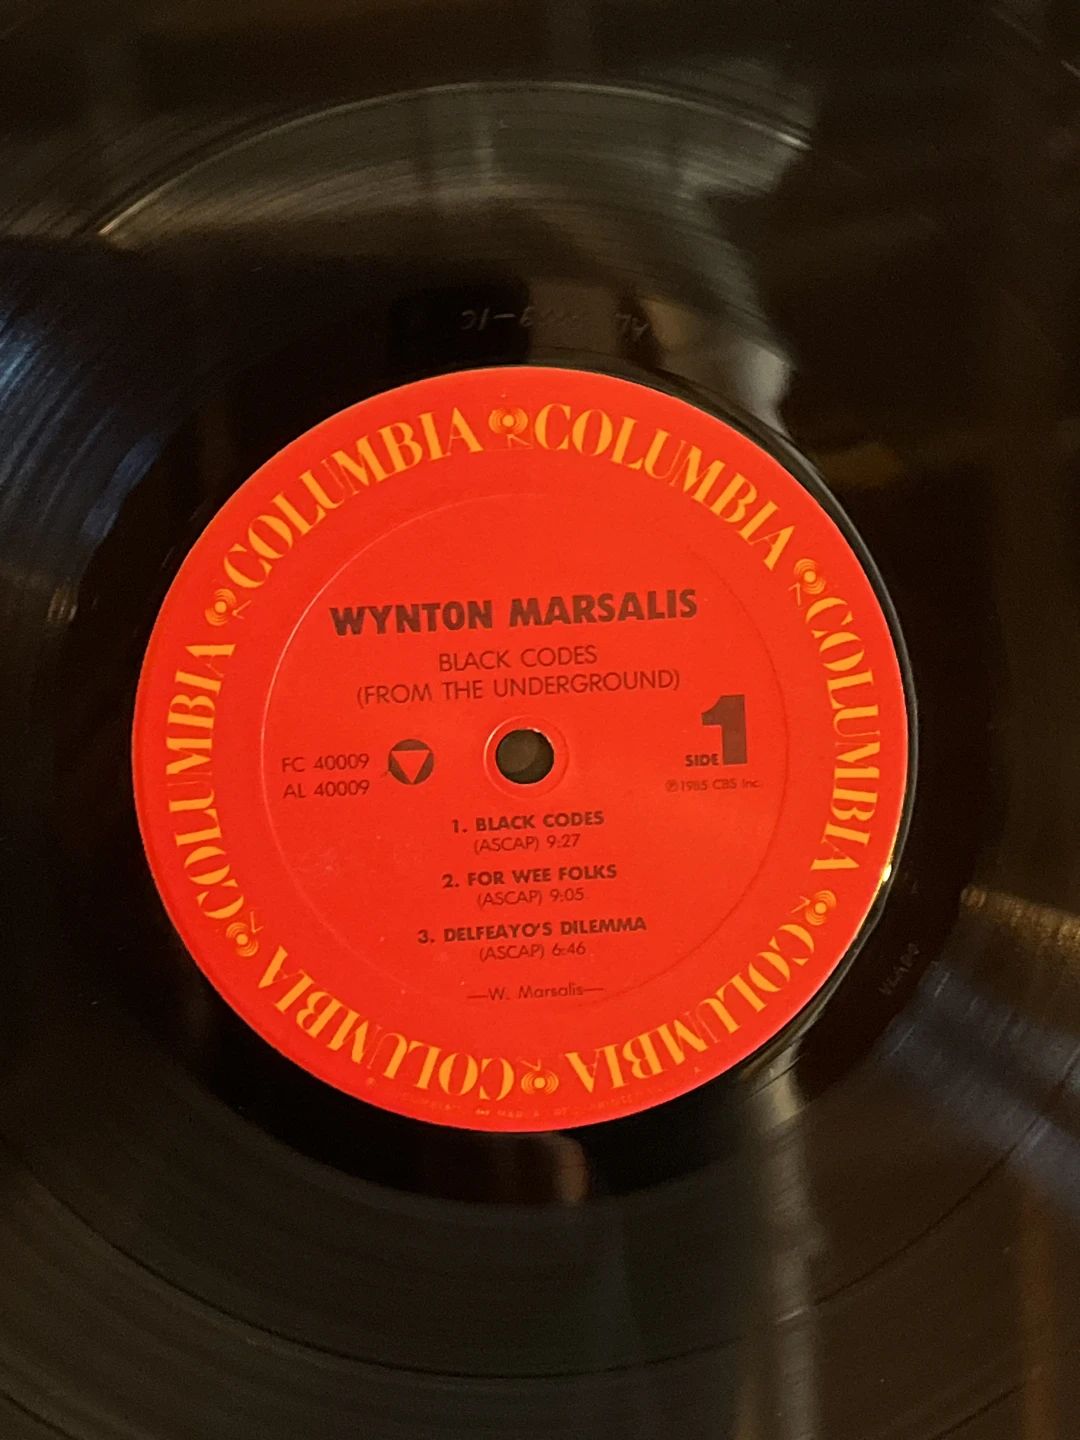 COLUMBIA COLUMBIA COLUMBIA COLUMBIA COLUMBIA COLUMBIA COLUMBIA
WYNTON MARSALIS
BLACK CODES
(FROM THE UNDERGROUND)
SIDE 1
FC 40009
AL 40009
℗1985 CBS Inc.
1. BLACK CODES
(ASCAP) 9:27
2. FOR WEE FOLKS
(ASCAP) 9:05
3. DELFEAYO'S DILEMMA
(ASCAP) 6:46
—W. Marsalis—